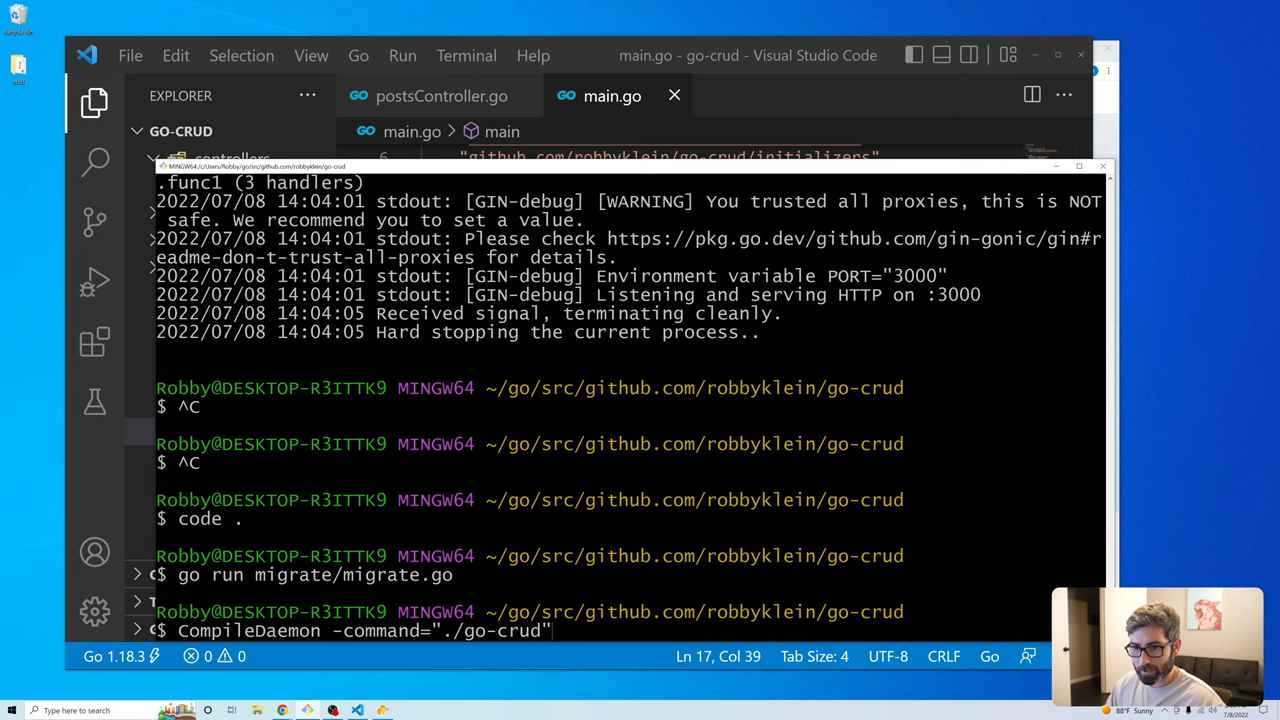 File Edit Selection View Go Run Terminal Help main.go - go-crud - Visual Studio Code
EXPLORER
postsController.go
main.go
GO-CRUD
main.go > main
controllers
6 "github.com/robbyklein/go-crud/initializers"
MINGW64:/c/Users/Robby/go/src/github.com/robbyklein/go-crud
.func1 (3 handlers)
2022/07/08 14:04:01 stdout: [GIN-debug] [WARNING] You trusted all proxies, this is NOT
safe. We recommend you to set a value.
2022/07/08 14:04:01 stdout: Please check https://pkg.go.dev/github.com/gin-gonic/gin#r
eadme-don-t-trust-all-proxies for details.
2022/07/08 14:04:01 stdout: [GIN-debug] Environment variable PORT="3000"
2022/07/08 14:04:01 stdout: [GIN-debug] Listening and serving HTTP on :3000
2022/07/08 14:04:05 Received signal, terminating cleanly.
2022/07/08 14:04:05 Hard stopping the current process..
Robby@DESKTOP-R3ITTK9 MINGW64 ~/go/src/github.com/robbyklein/go-crud
$ ^C
Robby@DESKTOP-R3ITTK9 MINGW64 ~/go/src/github.com/robbyklein/go-crud
$ ^C
Robby@DESKTOP-R3ITTK9 MINGW64 ~/go/src/github.com/robbyklein/go-crud
$ code .
Robby@DESKTOP-R3ITTK9 MINGW64 ~/go/src/github.com/robbyklein/go-crud
$ go run migrate/migrate.go
Robby@DESKTOP-R3ITTK9 MINGW64 ~/go/src/github.com/robbyklein/go-crud
$ CompileDaemon -command="./go-crud"
Go 1.18.3 0 0 Ln 17, Col 39 Tab Size: 4 UTF-8 CRLF Go
Type here to search
88°F Sunny
7/8/2022